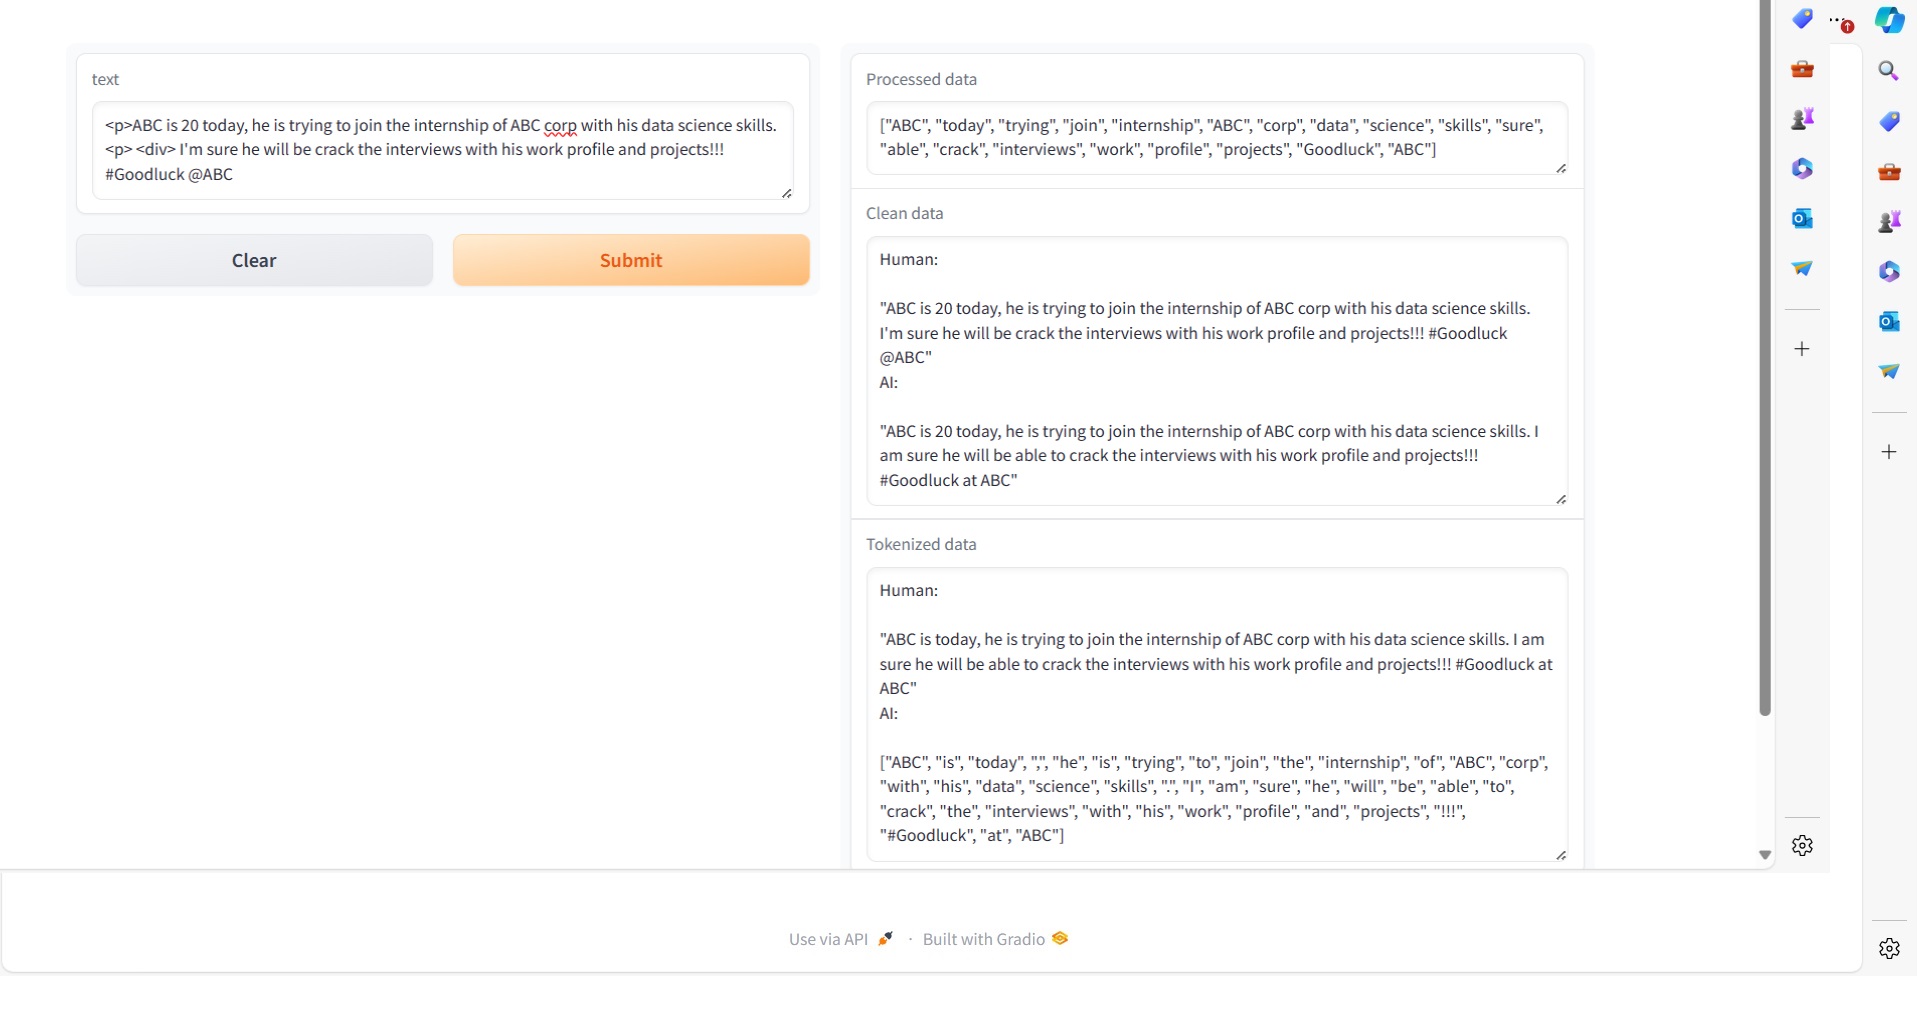 text
<p>ABC is 20 today, he is trying to join the internship of ABC corp with his data science skills.
<p> <div> I'm sure he will be crack the interviews with his work profile and projects!!!
#Goodluck @ABC
Clear
Submit
Processed data
["ABC", "today", "trying", "join", "internship", "ABC", "corp", "data", "science", "skills", "sure",
"able", "crack", "interviews", "work", "profile", "projects", "Goodluck", "ABC"]
Clean data
Human:
"ABC is 20 today, he is trying to join the internship of ABC corp with his data science skills.
I'm sure he will be crack the interviews with his work profile and projects!!! #Goodluck
@ABC"
AI:
"ABC is 20 today, he is trying to join the internship of ABC corp with his data science skills. I
am sure he will be able to crack the interviews with his work profile and projects!!!
#Goodluck at ABC"
Tokenized data
Human:
"ABC is today, he is trying to join the internship of ABC corp with his data science skills. I am
sure he will be able to crack the interviews with his work profile and projects!!! #Goodluck at
ABC"
AI:
["ABC", "is", "today", ",", "he", "is", "trying", "to", "join", "the", "internship", "of", "ABC", "corp",
"with", "his", "data", "science", "skills", ".", "I", "am", "sure", "he", "will", "be", "able", "to",
"crack", "the", "interviews", "with", "his", "work", "profile", "and", "projects", "!!!",
"#Goodluck", "at", "ABC"]
Use via API · Built with Gradio